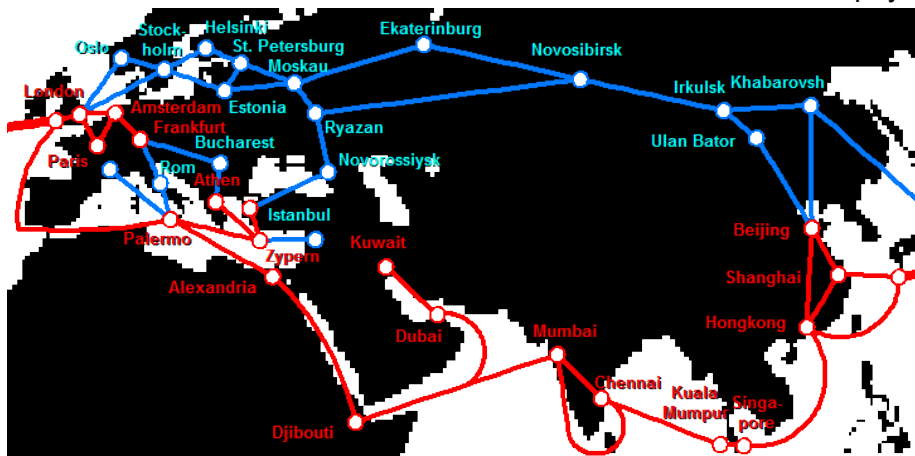 Stock-
holm
Helsinki
Oslo
St. Petersburg
Ekaterinburg
Moskau
Novosibirsk
London
Estonia
Amsterdam
Frankfurt
Ryazan
Irkulsk
Khabarovsh
Bucharest
Ulan Bator
Paris
Rom
Novorossiysk
Athen
Istanbul
Palermo
Zypern
Kuwait
Beijing
Alexandria
Shanghai
Dubai
Mumbai
Hongkong
Chennai
Kuala
Mumpur
Singa-
pore
Djibouti